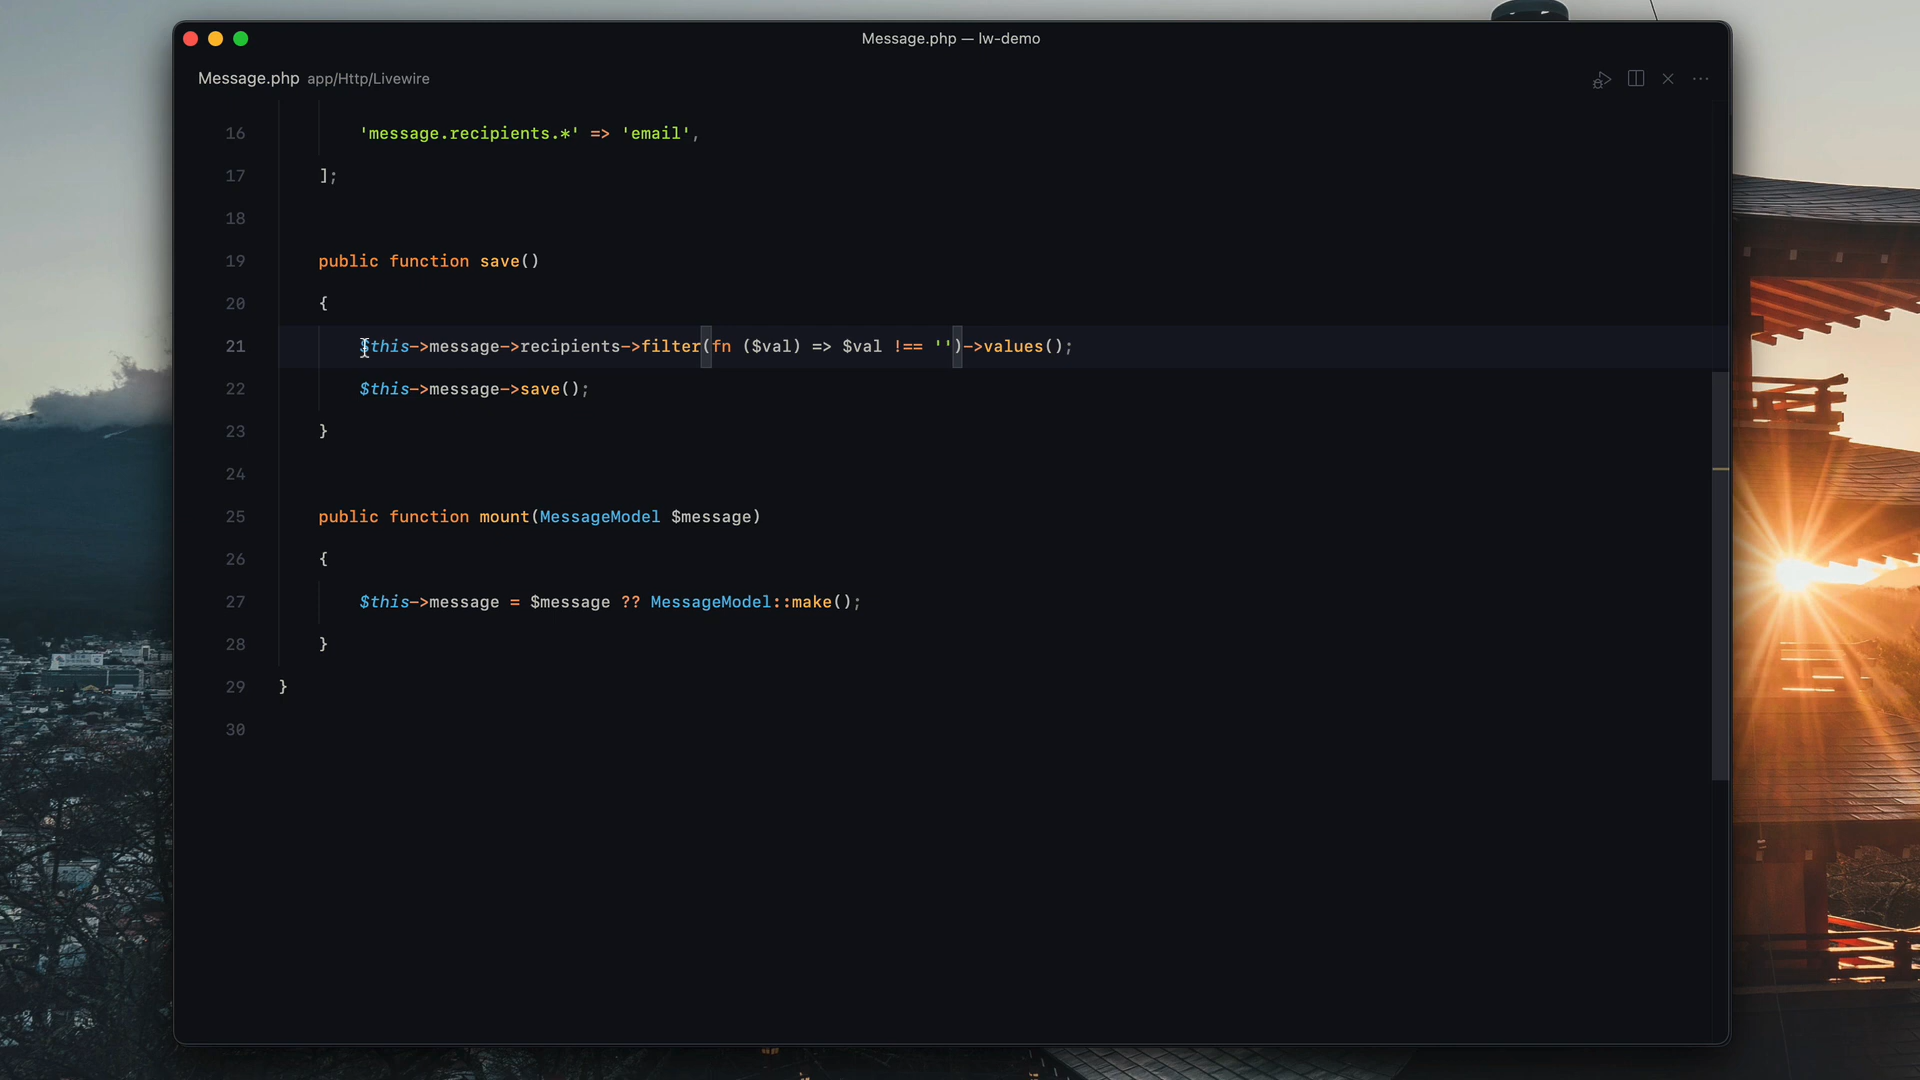 Message.php — lw-demo
Message.php app/Http/Livewire
16 'message.recipients.*' => 'email',
17 ];
18
19 public function save()
20 {
21 $this->message->recipients->filter(fn ($val) => $val !== '')->values();
22 $this->message->save();
23 }
24
25 public function mount(MessageModel $message)
26 {
27 $this->message = $message ?? MessageModel::make();
28 }
29 }
30